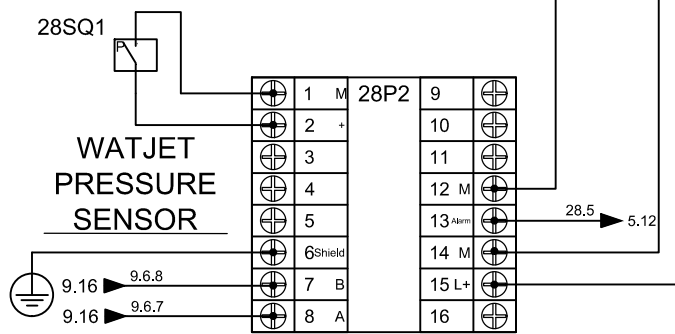 28SQ1
P
1 M 28P2 9
2 + 10
WATJET
3 11
PRESSURE
4 12 M
SENSOR
5 13 Alarm 28.5 5.12
6 Shield 14 M
9.16 9.6.8 7 B 15 L+
9.16 9.6.7 8 A 16